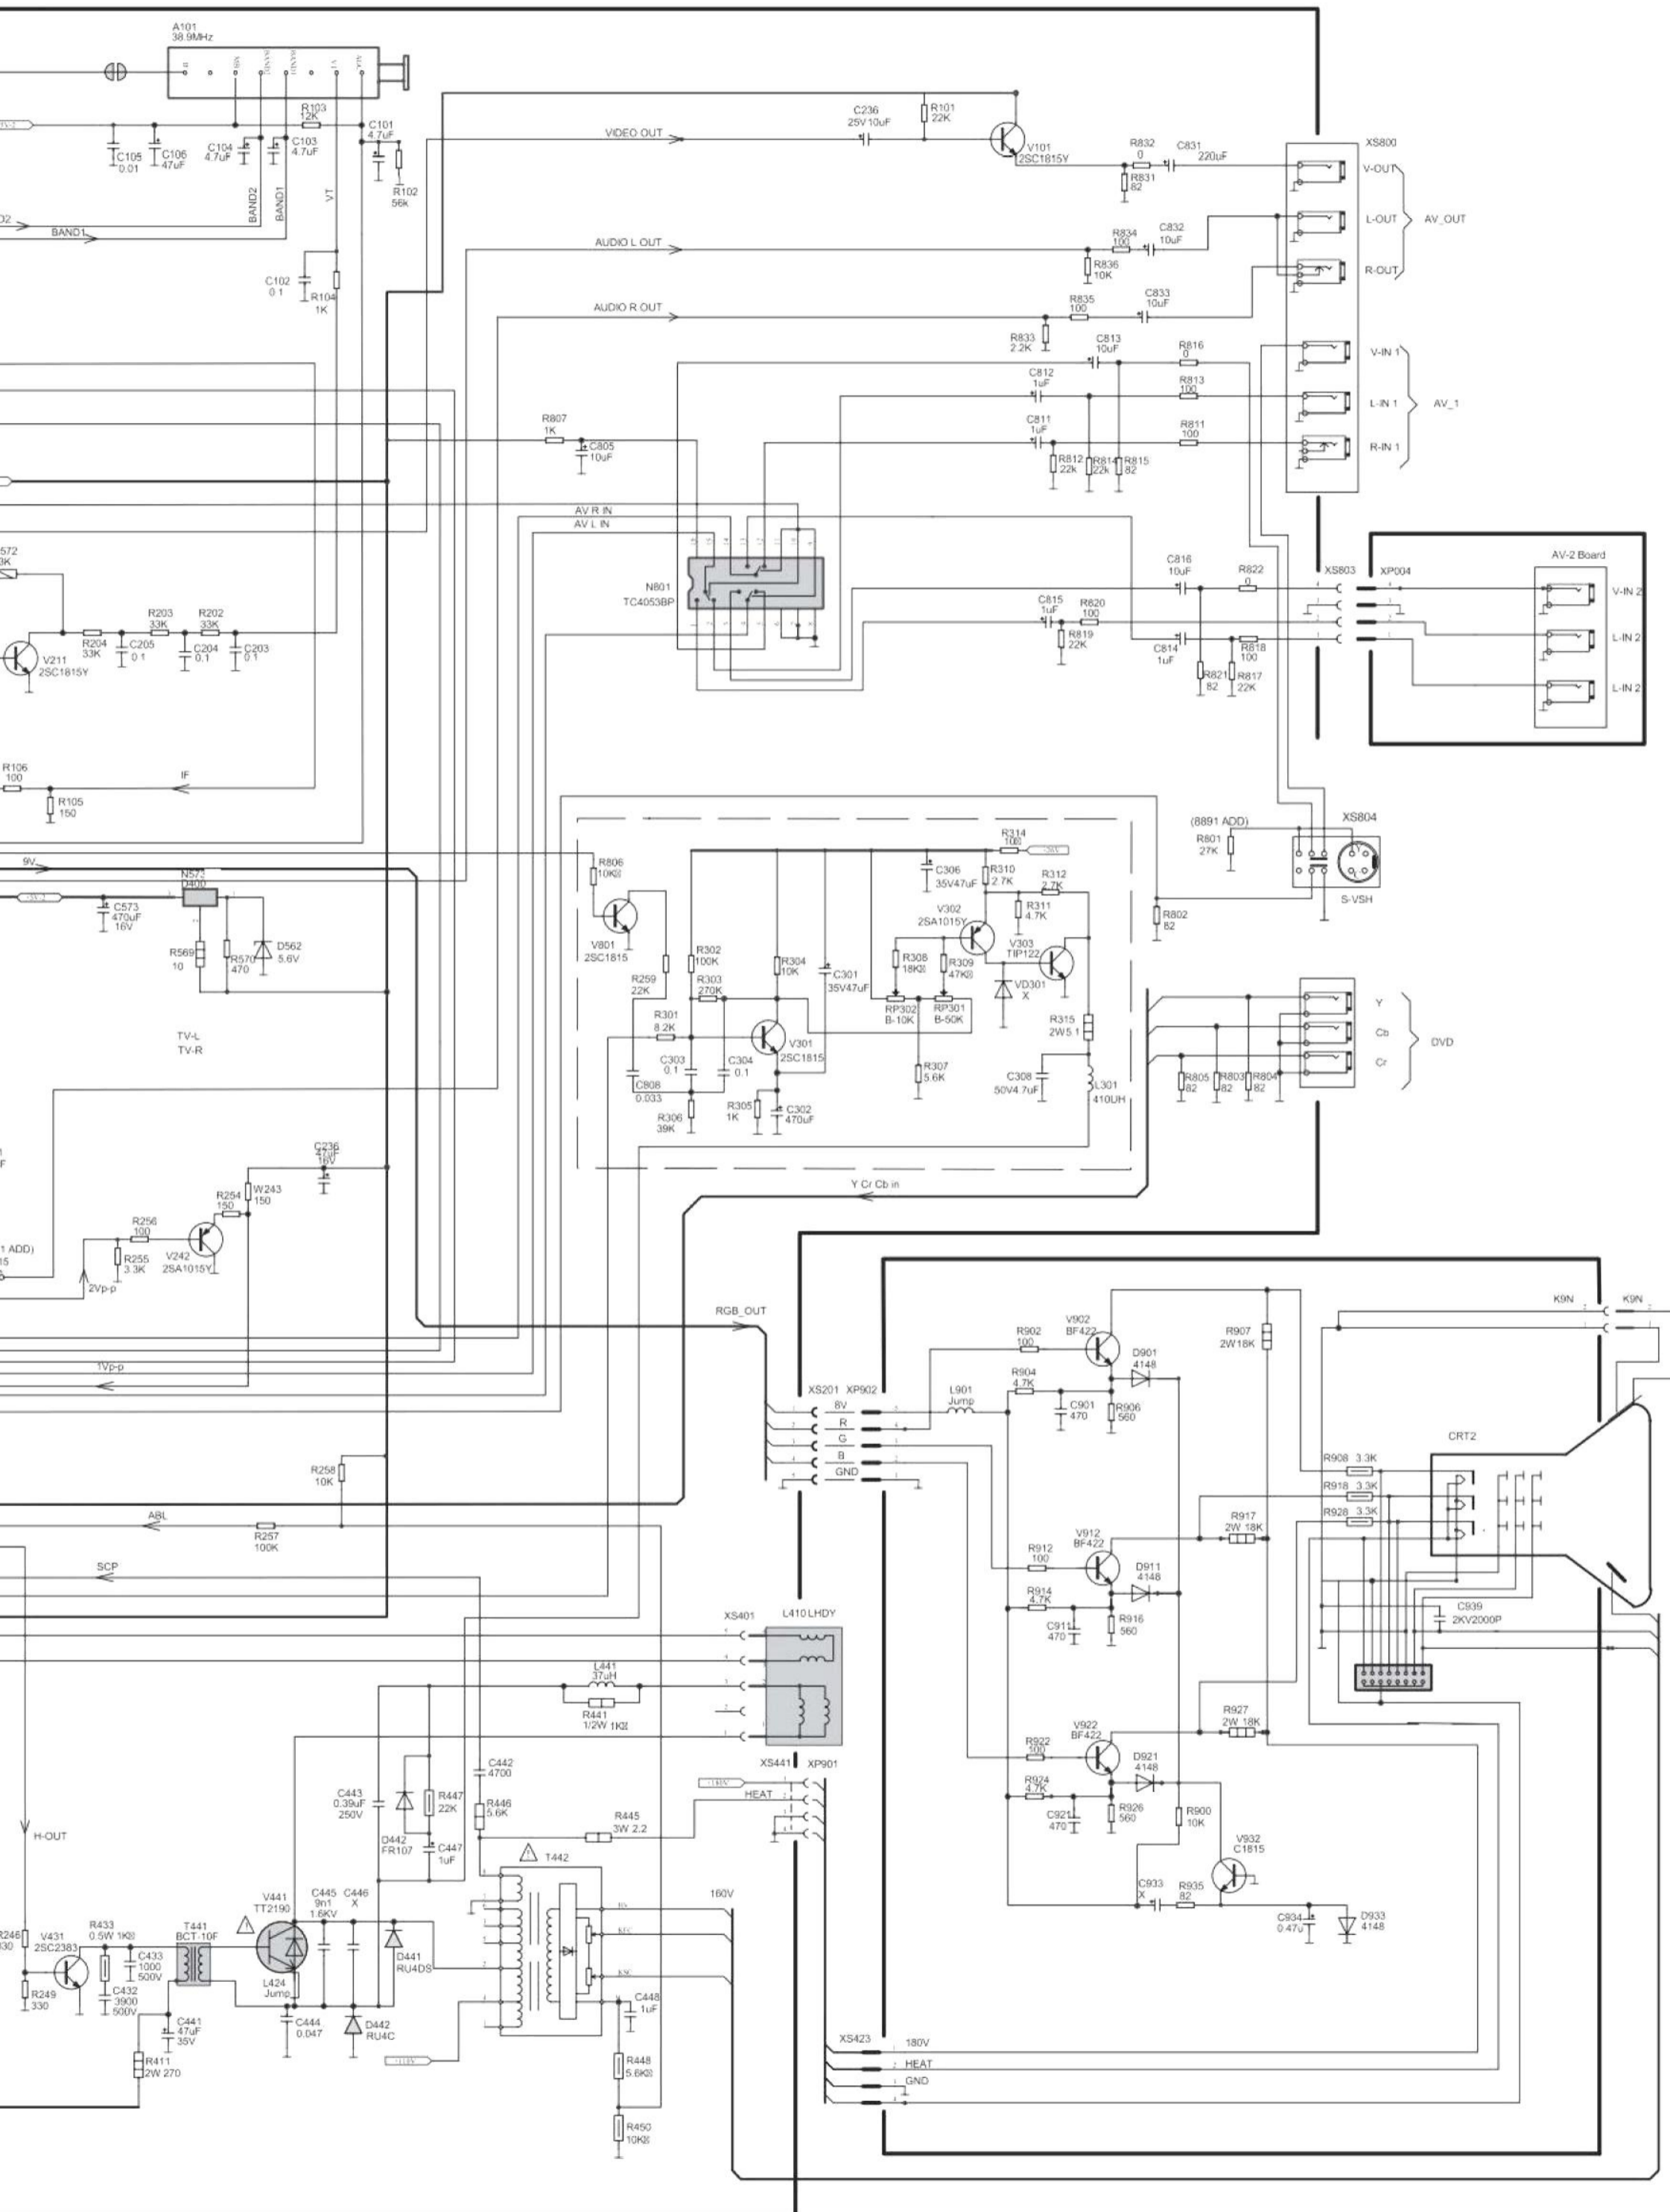 A101
38.9MHz
BAND2
BAND1
VT
R103
12K
C101
4.7uF
C105
0.01
C106
47uF
C104
4.7uF
C103
4.7uF
R102
56k
BAND2
BAND1
VT
BAND1
C102
0.1
R104
1K
VIDEO OUT
C236
25V10uF
R101
22K
V101
2SC1815Y
R832
0
C831
220uF
R831
82
XS800
V-OUT
L-OUT
AV_OUT
R-OUT
AUDIO L OUT
R834
100
C832
10uF
R836
10K
AUDIO R OUT
R835
100
C833
10uF
R833
2.2K
C813
10uF
R816
0
V-IN 1
C812
1uF
R813
100
L-IN 1
AV_1
C811
1uF
R811
100
R-IN 1
R812
22k
R814
22k
R815
82
R807
1K
C805
10uF
AV R IN
AV L IN
N801
TC4053BP
572
3K
R203
33K
R202
33K
R204
33K
C205
0.1
C204
0.1
C203
0.1
V211
2SC1815Y
C816
10uF
R822
0
XS803
XP004
AV-2 Board
V-IN 2
C815
1uF
R820
100
R819
22K
C814
1uF
R818
100
L-IN 2
R821
82
R817
22K
L-IN 2
R106
100
IF
R105
150
(8891 ADD)
R801
27K
XS804
S-VSH
R802
82
9V
N573
D400
C573
470uF
16V
R569
10
R570
470
D562
5.6V
TV-L
TV-R
R806
10K
V801
2SC1815
R259
22K
R302
100K
R303
270K
R301
8.2K
R304
10K
C301
35V47uF
V301
2SC1815
C303
0.1
C304
0.1
C808
0.033
R306
39K
R305
1K
C302
470uF
R314
C306
35V47uF
R310
2.7K
R312
2.7K
R311
4.7K
V302
2SA1015Y
V303
TIP122
R308
18K
R309
47K
VD301
X
RP302
B-10K
RP301
B-50K
R315
2W5.1
R307
5.6K
C308
50V4.7uF
L301
410UH
Y
Cb
Cr
DVD
R805
82
R803
82
R804
82
Y Cr Cb in
C236
47uF
16V
R254
150
W243
150
R256
100
R255
3.3K
V242
2SA1015Y
2Vp-p
1 ADD)
1Vp-p
RGB_OUT
XS201
XP902
8V
R
G
B
GND
L901
Jump
R902
100
V902
BF422
D901
4148
R904
4.7K
C901
470
R906
560
R907
2W18K
K9N
K9N
CRT2
R908 3.3K
R918 3.3K
R928 3.3K
R917
2W 18K
R912
100
V912
BF422
D911
4148
R914
4.7K
C911
470
R916
560
C939
2KV2000P
R258
10K
ABL
R257
100K
SCP
XS401
L410 LHDY
L441
37uH
R441
1/2W 1K
R927
2W 18K
R922
100
V922
BF422
D921
4148
R924
4.7K
C921
470
R926
560
R900
10K
V932
C1815
C933
X
R935
82
C934
0.47u
D933
4148
XS441
XP901
HEAT
C442
4700
C443
0.39uF
250V
R447
22K
R446
5.6K
D442
FR107
C447
1uF
R445
3W 2.2
T442
H-OUT
160V
V441
TT2190
C445
9n1
1.6KV
C446
X
R246
330
V431
2SC2383
R433
0.5W 1K
C433
1000
500V
T441
BCT-10F
L424
Jump
D441
RU4DS
R249
330
C432
3900
500V
C441
47uF
35V
C444
0.047
D442
RU4C
R411
2W 270
C448
1uF
R448
5.6K
R450
10K
XS423
180V
HEAT
GND